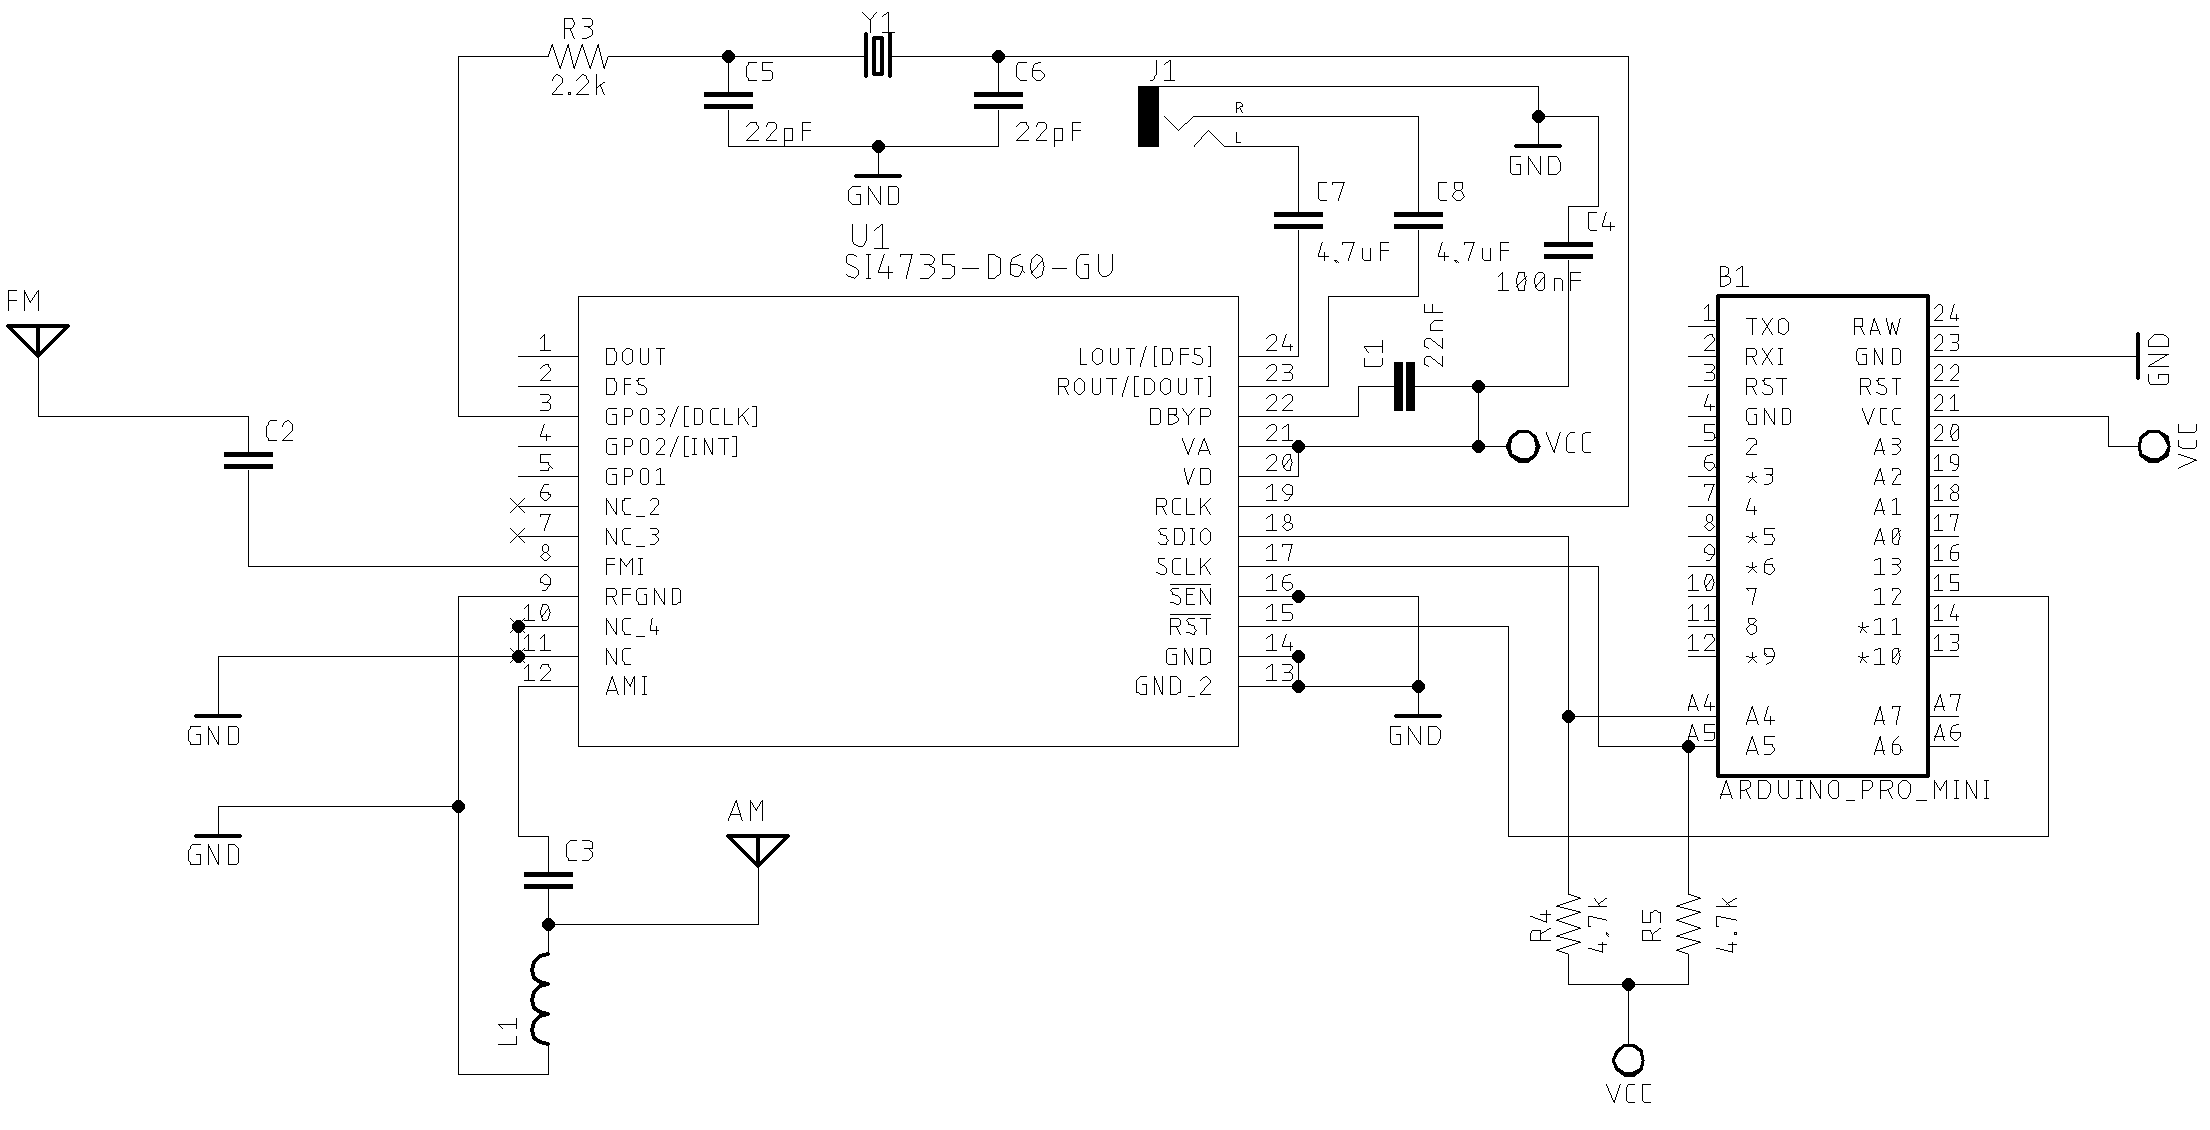 R3
2.2k
Y1
C5
22pF
C6
22pF
GND
J1
R
L
GND
C7
4.7uF
C8
4.7uF
C4
100nF
U1
SI4735-D60-GU
FM
C2
C1
22nF
1 DOUT
2 DFS
3 GPO3/[DCLK]
4 GPO2/[INT]
5 GPO1
6 NC_2
7 NC_3
8 FMI
9 RFGND
10 NC_4
11 NC
12 AMI
LOUT/[DFS] 24
ROUT/[DOUT] 23
DBYP 22
VA 21
VD 20
RCLK 19
SDIO 18
SCLK 17
SEN 16
RST 15
GND 14
GND_2 13
VCC
GND
GND
GND
C3
AM
L1
B1
1 TXO RAW 24
2 RXI GND 23
3 RST RST 22
4 GND VCC 21
5 2 A3 20
6 *3 A2 19
7 4 A1 18
8 *5 A0 17
9 *6 13 16
10 7 12 15
11 8 *11 14
12 *9 *10 13
A4 A4 A7 A7
A5 A5 A6 A6
ARDUINO_PRO_MINI
GND
VCC
R4
4.7k
R5
4.7k
VCC